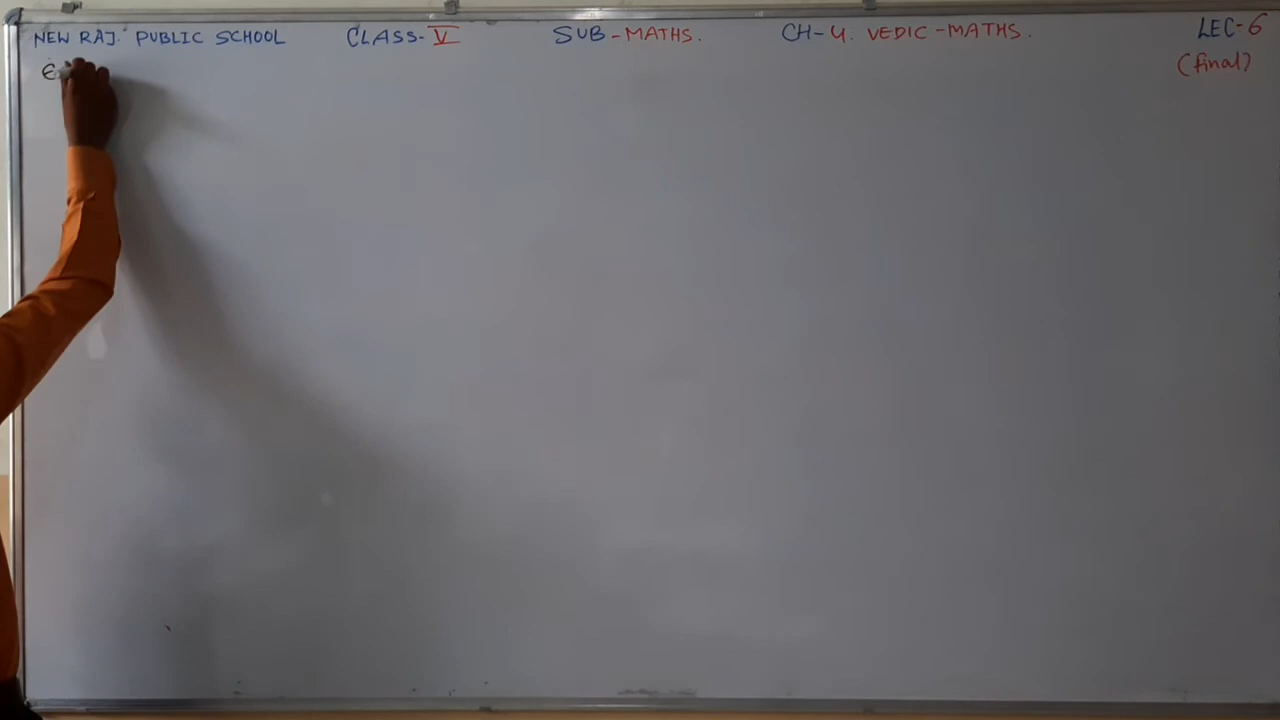 NEW RAJ. PUBLIC SCHOOL CLASS-V SUB-MATHS. CH-4. VEDIC-MATHS. LEC-6
(final)